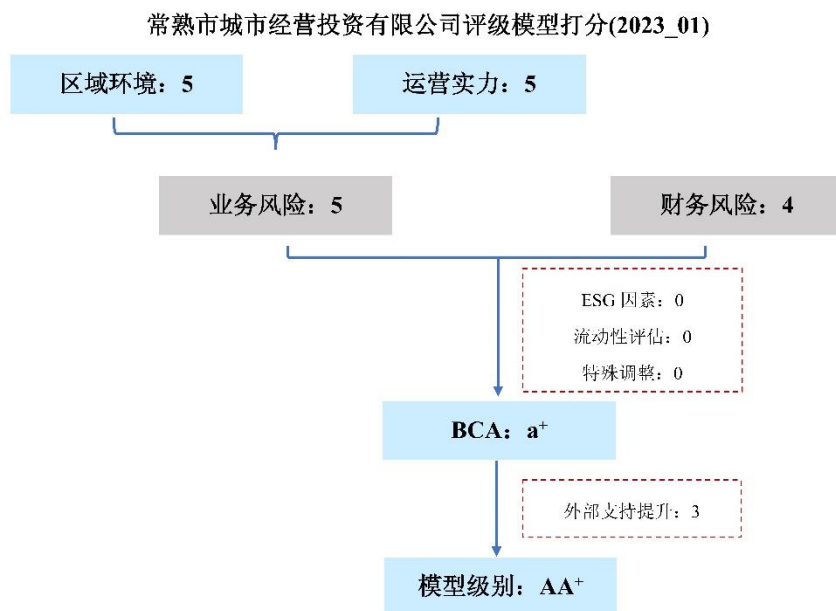 常熟市城市经营投资有限公司评级模型打分(2023_01)
区域环境：5
运营实力：5
业务风险：5
财务风险：4
ESG 因素：0
流动性评估：0
特殊调整：0
BCA：a⁺
外部支持提升：3
模型级别：AA⁺